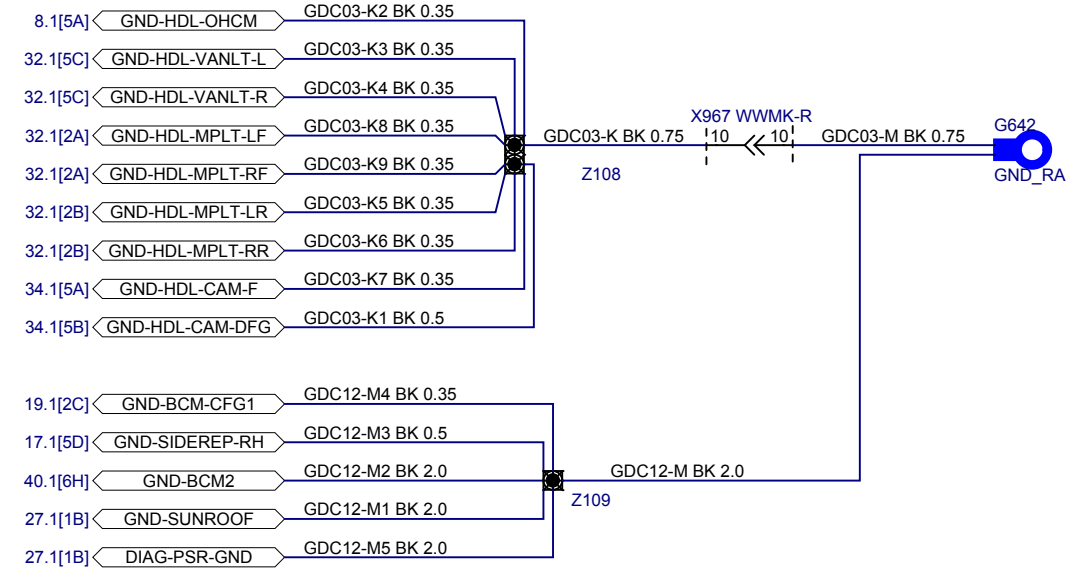 8.1[5A] GND-HDL-OHCM GDC03-K2 BK 0.35
32.1[5C] GND-HDL-VANLT-L GDC03-K3 BK 0.35
32.1[5C] GND-HDL-VANLT-R GDC03-K4 BK 0.35
32.1[2A] GND-HDL-MPLT-LF GDC03-K8 BK 0.35
32.1[2A] GND-HDL-MPLT-RF GDC03-K9 BK 0.35
32.1[2B] GND-HDL-MPLT-LR GDC03-K5 BK 0.35
32.1[2B] GND-HDL-MPLT-RR GDC03-K6 BK 0.35
34.1[5A] GND-HDL-CAM-F GDC03-K7 BK 0.35
34.1[5B] GND-HDL-CAM-DFG GDC03-K1 BK 0.5
GDC03-K BK 0.75
Z108
X967 WWMK-R
10 10
GDC03-M BK 0.75
G642
GND_RA
19.1[2C] GND-BCM-CFG1 GDC12-M4 BK 0.35
17.1[5D] GND-SIDEREP-RH GDC12-M3 BK 0.5
40.1[6H] GND-BCM2 GDC12-M2 BK 2.0
27.1[1B] GND-SUNROOF GDC12-M1 BK 2.0
27.1[1B] DIAG-PSR-GND GDC12-M5 BK 2.0
GDC12-M BK 2.0
Z109